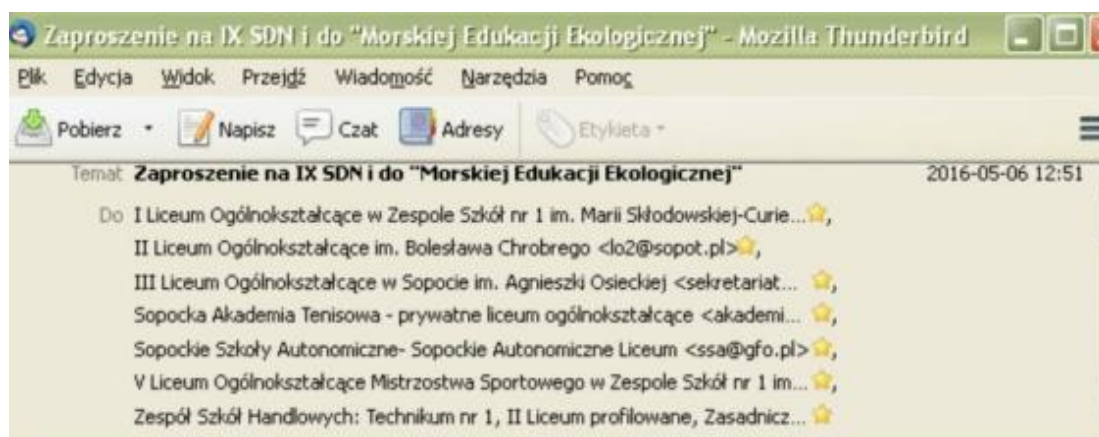 Zaproszenie na IX SDN i do "Morskiej Edukacji Ekologicznej" - Mozilla Thunderbird
Plik Edycja Widok Przejdź Wiadomość Narzędzia Pomoc
Pobierz Napisz Czat Adresy Etykieta
Temat Zaproszenie na IX SDN i do "Morskiej Edukacji Ekologicznej" 2016-05-06 12:51
Do I Liceum Ogólnokształcące w Zespole Szkół nr 1 im. Marii Skłodowskiej-Curie... ,
II Liceum Ogólnokształcące im. Bolesława Chrobrego <lo2@sopot.pl> ,
III Liceum Ogólnokształcące w Sopocie im. Agnieszki Osieckiej <sekretariat... ,
Sopocka Akademia Tenisowa - prywatne liceum ogólnokształcące <akademi... ,
Sopockie Szkoły Autonomiczne- Sopockie Autonomiczne Liceum <ssa@gfo.pl> ,
V Liceum Ogólnokształcące Mistrzostwa Sportowego w Zespole Szkół nr 1 im... ,
Zespół Szkół Handlowych: Technikum nr 1, II Liceum profilowane, Zasadnicz...